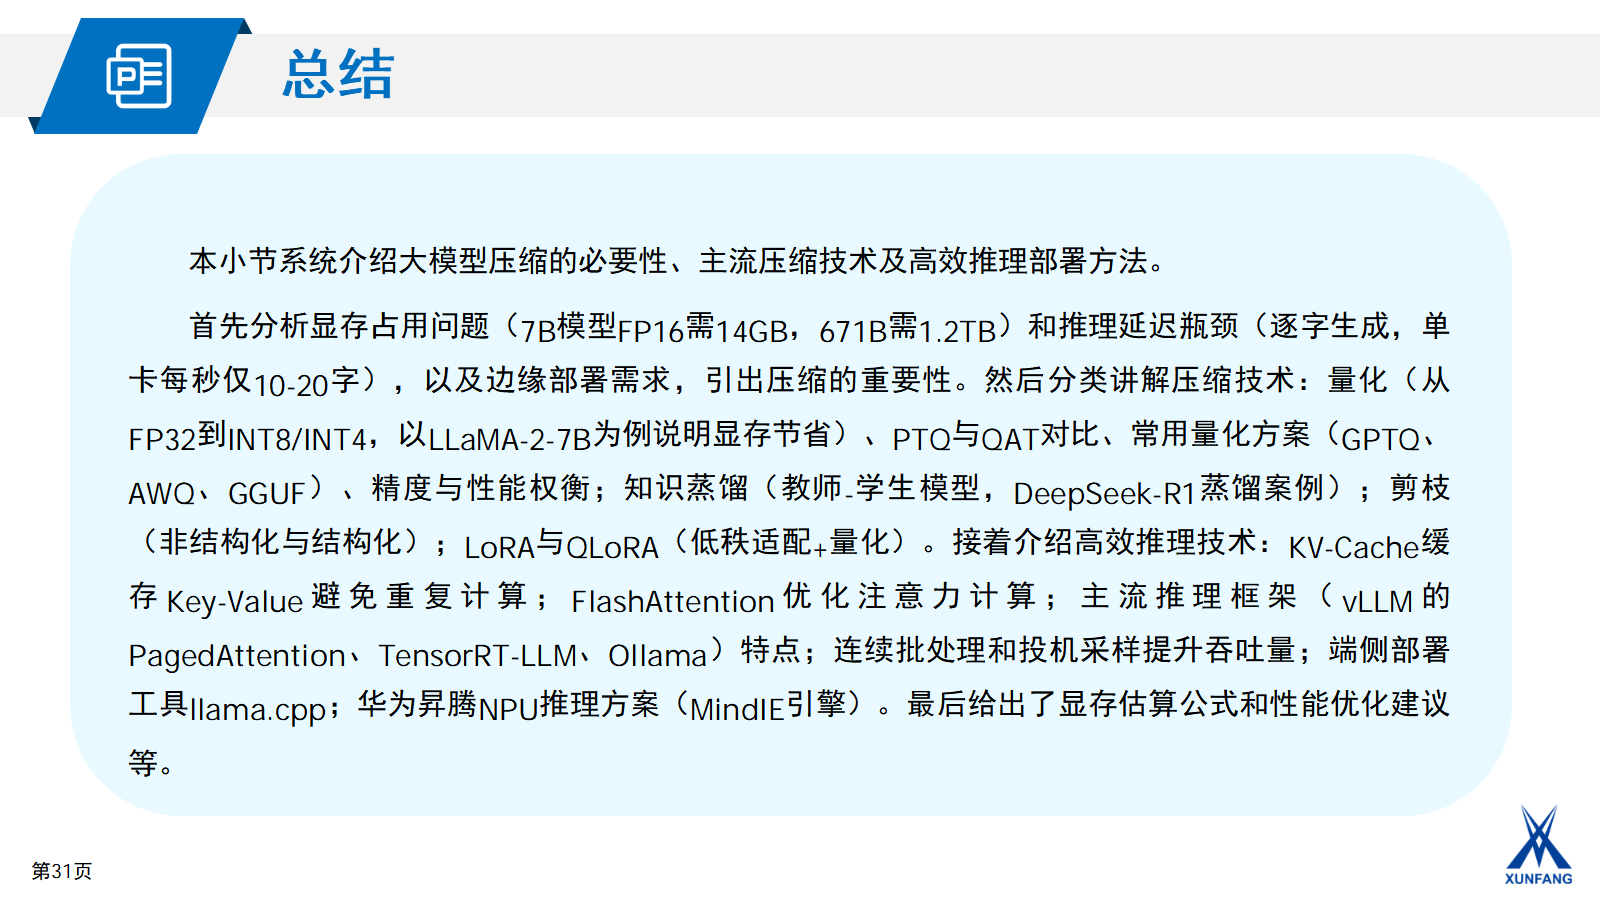 总结
本小节系统介绍大模型压缩的必要性、主流压缩技术及高效推理部署方法。
首先分析显存占用问题（7B模型FP16需14GB，671B需1.2TB）和推理延迟瓶颈（逐字生成，单
卡每秒仅10-20字），以及边缘部署需求，引出压缩的重要性。然后分类讲解压缩技术：量化（从
FP32到INT8/INT4，以LLaMA-2-7B为例说明显存节省）、PTQ与QAT对比、常用量化方案（GPTQ、
AWQ、GGUF）、精度与性能权衡；知识蒸馏（教师-学生模型，DeepSeek-R1蒸馏案例）；剪枝
（非结构化与结构化）；LoRA与QLoRA（低秩适配+量化）。接着介绍高效推理技术：KV-Cache缓
存Key-Value避免重复计算；FlashAttention优化注意力计算；主流推理框架（vLLM的
PagedAttention、TensorRT-LLM、Ollama）特点；连续批处理和投机采样提升吞吐量；端侧部署
工具llama.cpp；华为昇腾NPU推理方案（MindIE引擎）。最后给出了显存估算公式和性能优化建议
等。
第31页
XUNFANG